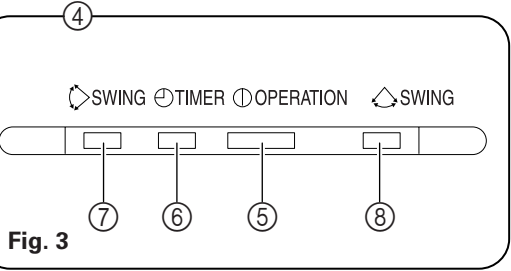 ④
SWING TIMER OPERATION SWING
⑦ ⑥ ⑤ ⑧
Fig. 3